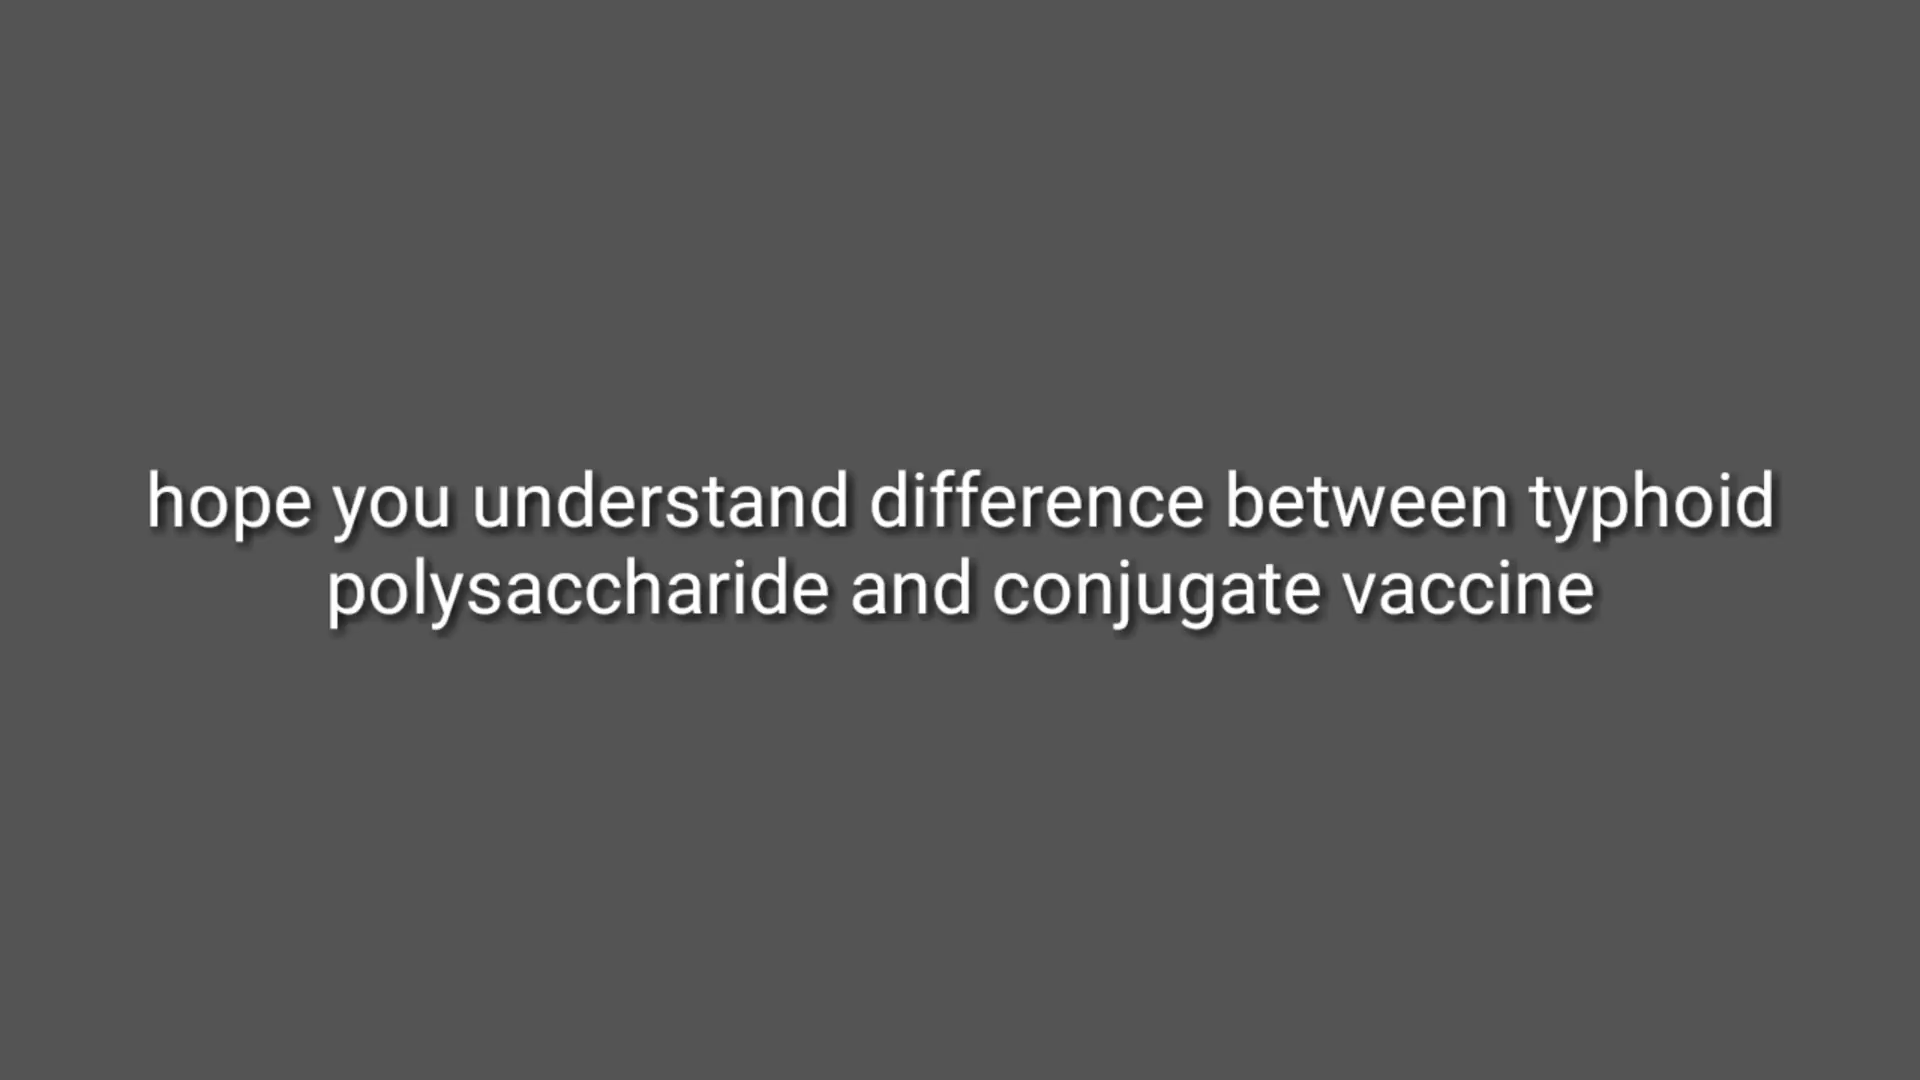 hope you understand difference between typhoid
polysaccharide and conjugate vaccine